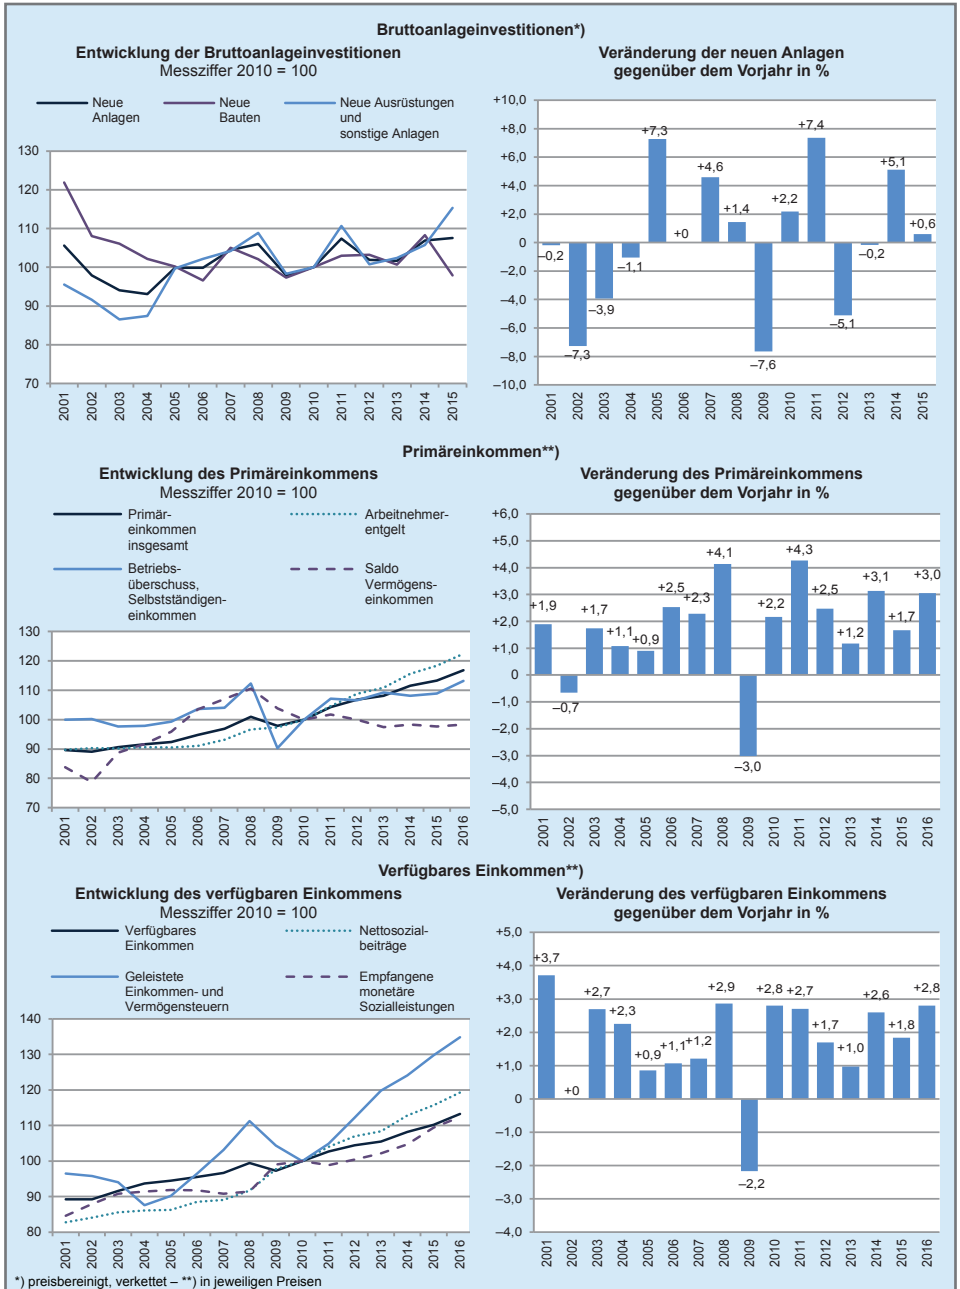 Bruttoanlageinvestitionen*)
Entwicklung der Bruttoanlageinvestitionen
Messziffer 2010 = 100
Neue
Anlagen
Neue
Bauten
Neue Ausrüstungen
und
sonstige Anlagen
130
120
110
100
90
80
70
2001 2002 2003 2004 2005 2006 2007 2008 2009 2010 2011 2012 2013 2014 2015
Veränderung der neuen Anlagen
gegenüber dem Vorjahr in %
+10,0
+8,0
+6,0
+4,0
+2,0
0
–2,0
–4,0
–6,0
–8,0
–10,0
–0,2 –7,3 –3,9 –1,1 +7,3 +0 +4,6 +1,4 –7,6 +2,2 +7,4 –5,1 –0,2 +5,1 +0,6
2001 2002 2003 2004 2005 2006 2007 2008 2009 2010 2011 2012 2013 2014 2015
Primäreinkommen**)
Entwicklung des Primäreinkommens
Messziffer 2010 = 100
Primär-
einkommen
insgesamt
Arbeitnehmer-
entgelt
Betriebs-
überschuss,
Selbstständigen-
einkommen
Saldo
Vermögens-
einkommen
130
120
110
100
90
80
70
2001 2002 2003 2004 2005 2006 2007 2008 2009 2010 2011 2012 2013 2014 2015 2016
Veränderung des Primäreinkommens
gegenüber dem Vorjahr in %
+6,0
+5,0
+4,0
+3,0
+2,0
+1,0
0
–1,0
–2,0
–3,0
–4,0
–5,0
+1,9 –0,7 +1,7 +1,1 +0,9 +2,5 +2,3 +4,1 –3,0 +2,2 +4,3 +2,5 +1,2 +3,1 +1,7 +3,0
2001 2002 2003 2004 2005 2006 2007 2008 2009 2010 2011 2012 2013 2014 2015 2016
Verfügbares Einkommen**)
Entwicklung des verfügbaren Einkommens
Messziffer 2010 = 100
Verfügbares
Einkommen
Nettosozial-
beiträge
Geleistete
Einkommen- und
Vermögensteuern
Empfangene
monetäre
Sozialleistungen
140
130
120
110
100
90
80
2001 2002 2003 2004 2005 2006 2007 2008 2009 2010 2011 2012 2013 2014 2015 2016
Veränderung des verfügbaren Einkommens
gegenüber dem Vorjahr in %
+5,0
+4,0
+3,0
+2,0
+1,0
0
–1,0
–2,0
–3,0
–4,0
+3,7 +0 +2,7 +2,3 +0,9 +1,1 +1,2 +2,9 –2,2 +2,8 +2,7 +1,7 +1,0 +2,6 +1,8 +2,8
2001 2002 2003 2004 2005 2006 2007 2008 2009 2010 2011 2012 2013 2014 2015 2016
*) preisbereinigt, verkettet – **) in jeweiligen Preisen